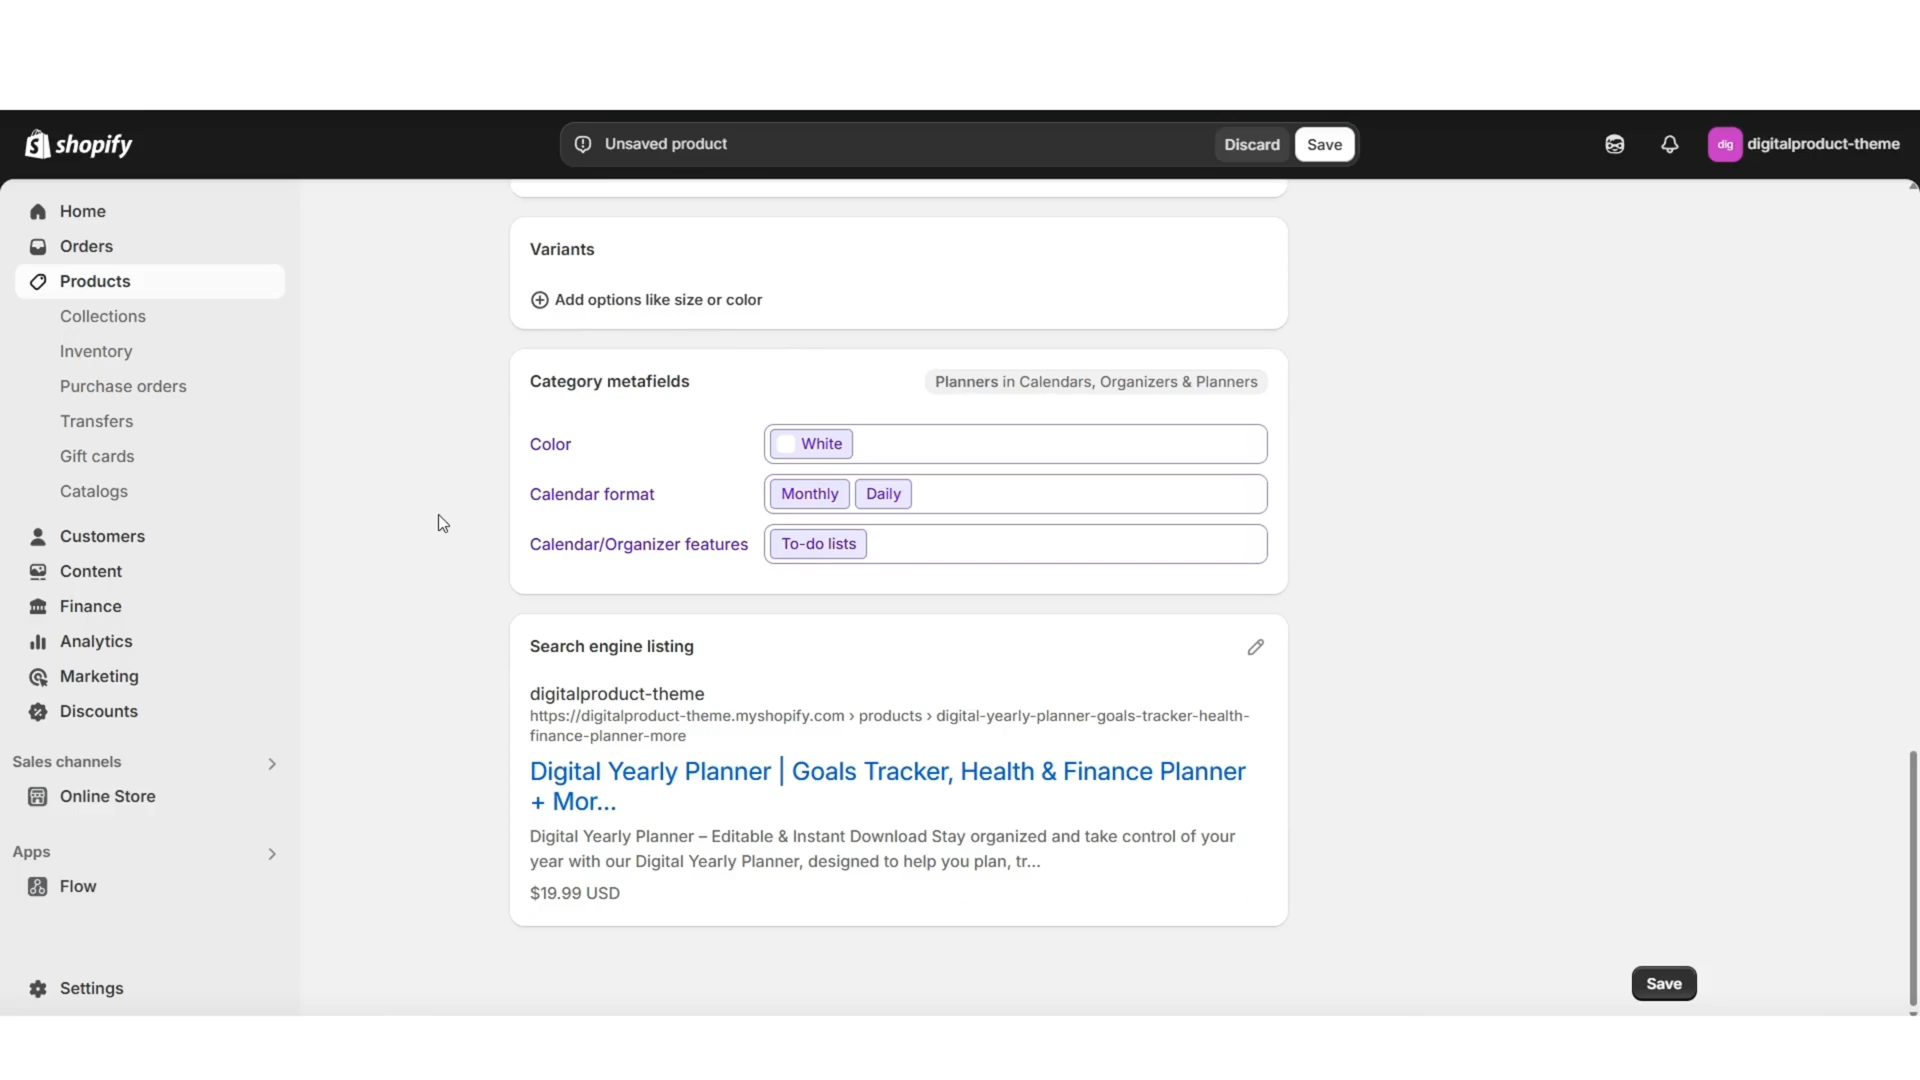 shopify
Unsaved product
Discard
Save
dig
digitalproduct-theme
Home
Orders
Products
Collections
Inventory
Purchase orders
Transfers
Gift cards
Catalogs
Customers
Content
Finance
Analytics
Marketing
Discounts
Sales channels
Online Store
Apps
Flow
Settings
Variants
Add options like size or color
Category metafields
Planners in Calendars, Organizers & Planners
Color
White
Calendar format
Monthly
Daily
Calendar/Organizer features
To-do lists
Search engine listing
digitalproduct-theme
https://digitalproduct-theme.myshopify.com › products › digital-yearly-planner-goals-tracker-health-
finance-planner-more
Digital Yearly Planner | Goals Tracker, Health & Finance Planner
+ Mor...
Digital Yearly Planner – Editable & Instant Download Stay organized and take control of your
year with our Digital Yearly Planner, designed to help you plan, tr...
$19.99 USD
Save